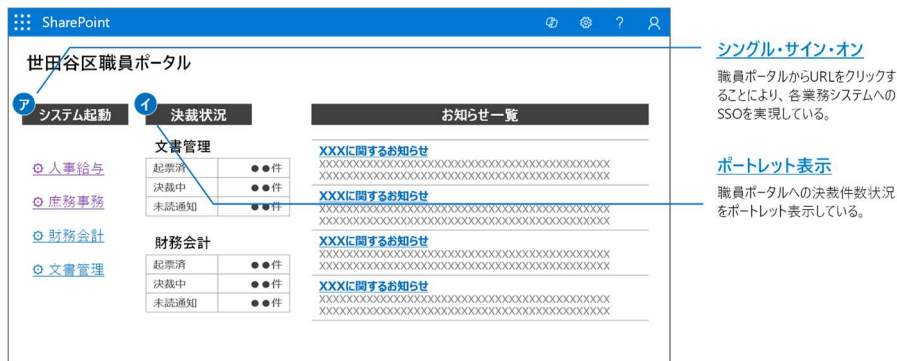 SharePoint
世田谷区職員ポータル
ア
システム起動
人事給与
庶務事務
財務会計
文書管理
イ
決裁状況
文書管理
起票済 ●●件
決裁中 ●●件
未読通知 ●●件
財務会計
起票済 ●●件
決裁中 ●●件
未読通知 ●●件
お知らせ一覧
XXXに関するお知らせ
XXXXXXXXXXXXXXXXXXXXXXXXXXXXXXXXXXXXXXXX
XXXXXXXXXXXXXXXXXXXXXXXXXXXXXXXXXXXXXXXX
XXXに関するお知らせ
XXXXXXXXXXXXXXXXXXXXXXXXXXXXXXXXXXXXXXXX
XXXXXXXXXXXXXXXXXXXXXXXXXXXXXXXXXXXXXXXX
XXXに関するお知らせ
XXXXXXXXXXXXXXXXXXXXXXXXXXXXXXXXXXXXXXXX
XXXXXXXXXXXXXXXXXXXXXXXXXXXXXXXXXXXXXXXX
XXXに関するお知らせ
XXXXXXXXXXXXXXXXXXXXXXXXXXXXXXXXXXXXXXXX
XXXXXXXXXXXXXXXXXXXXXXXXXXXXXXXXXXXXXXXX
シングル・サイン・オン
職員ポータルからURLをクリックす
ることにより、各業務システムへの
SSOを実現している。
ポートレット表示
職員ポータルへの決裁件数状況
をポートレット表示している。